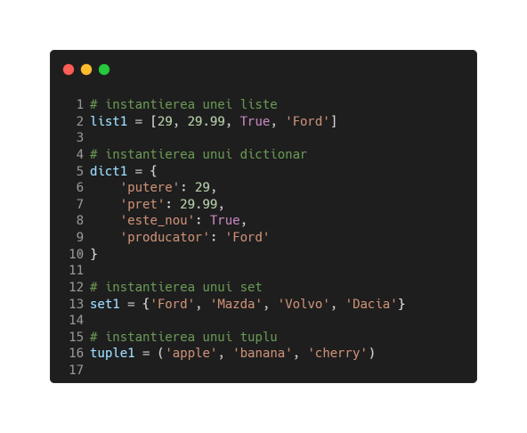 1 # instantierea unei liste
2 list1 = [29, 29.99, True, 'Ford']
3
4 # instantierea unui dictionar
5 dict1 = {
6     'putere': 29,
7     'pret': 29.99,
8     'este_nou': True,
9     'producator': 'Ford'
10 }
11
12 # instantierea unui set
13 set1 = {'Ford', 'Mazda', 'Volvo', 'Dacia'}
14
15 # instantierea unui tuplu
16 tuple1 = ('apple', 'banana', 'cherry')
17